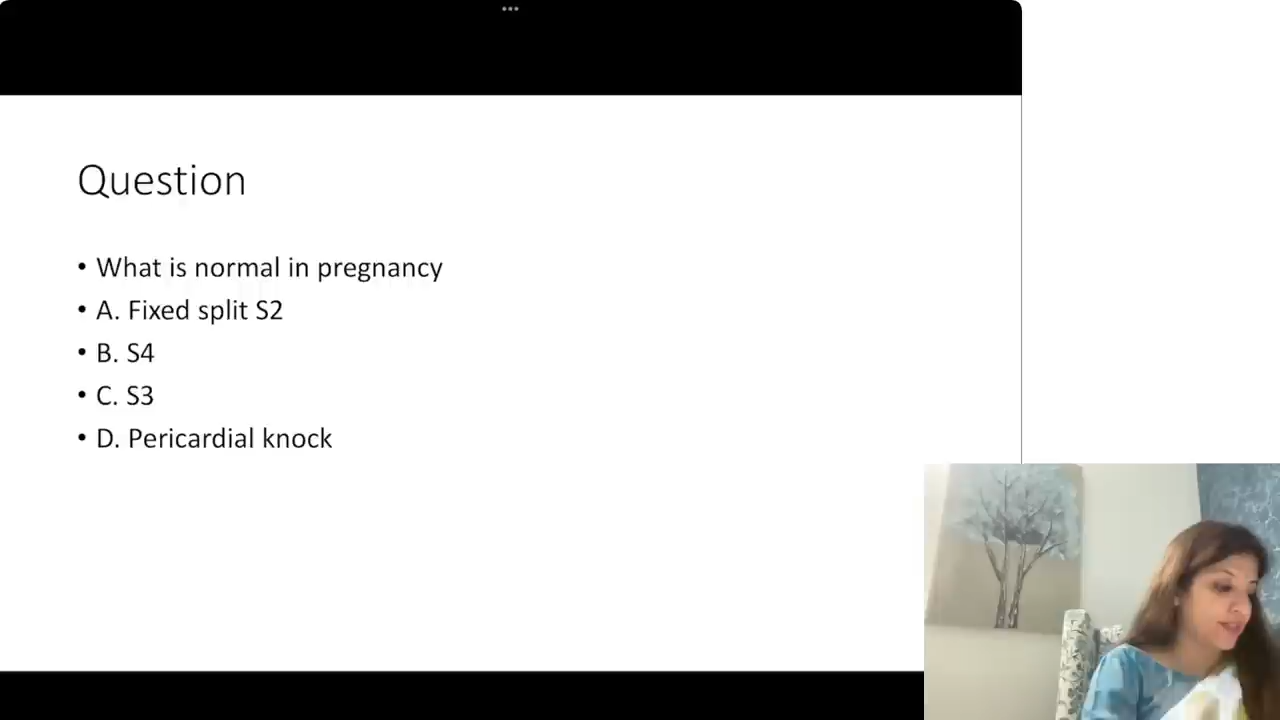 Question
• What is normal in pregnancy
• A. Fixed split S2
• B. S4
• C. S3
• D. Pericardial knock